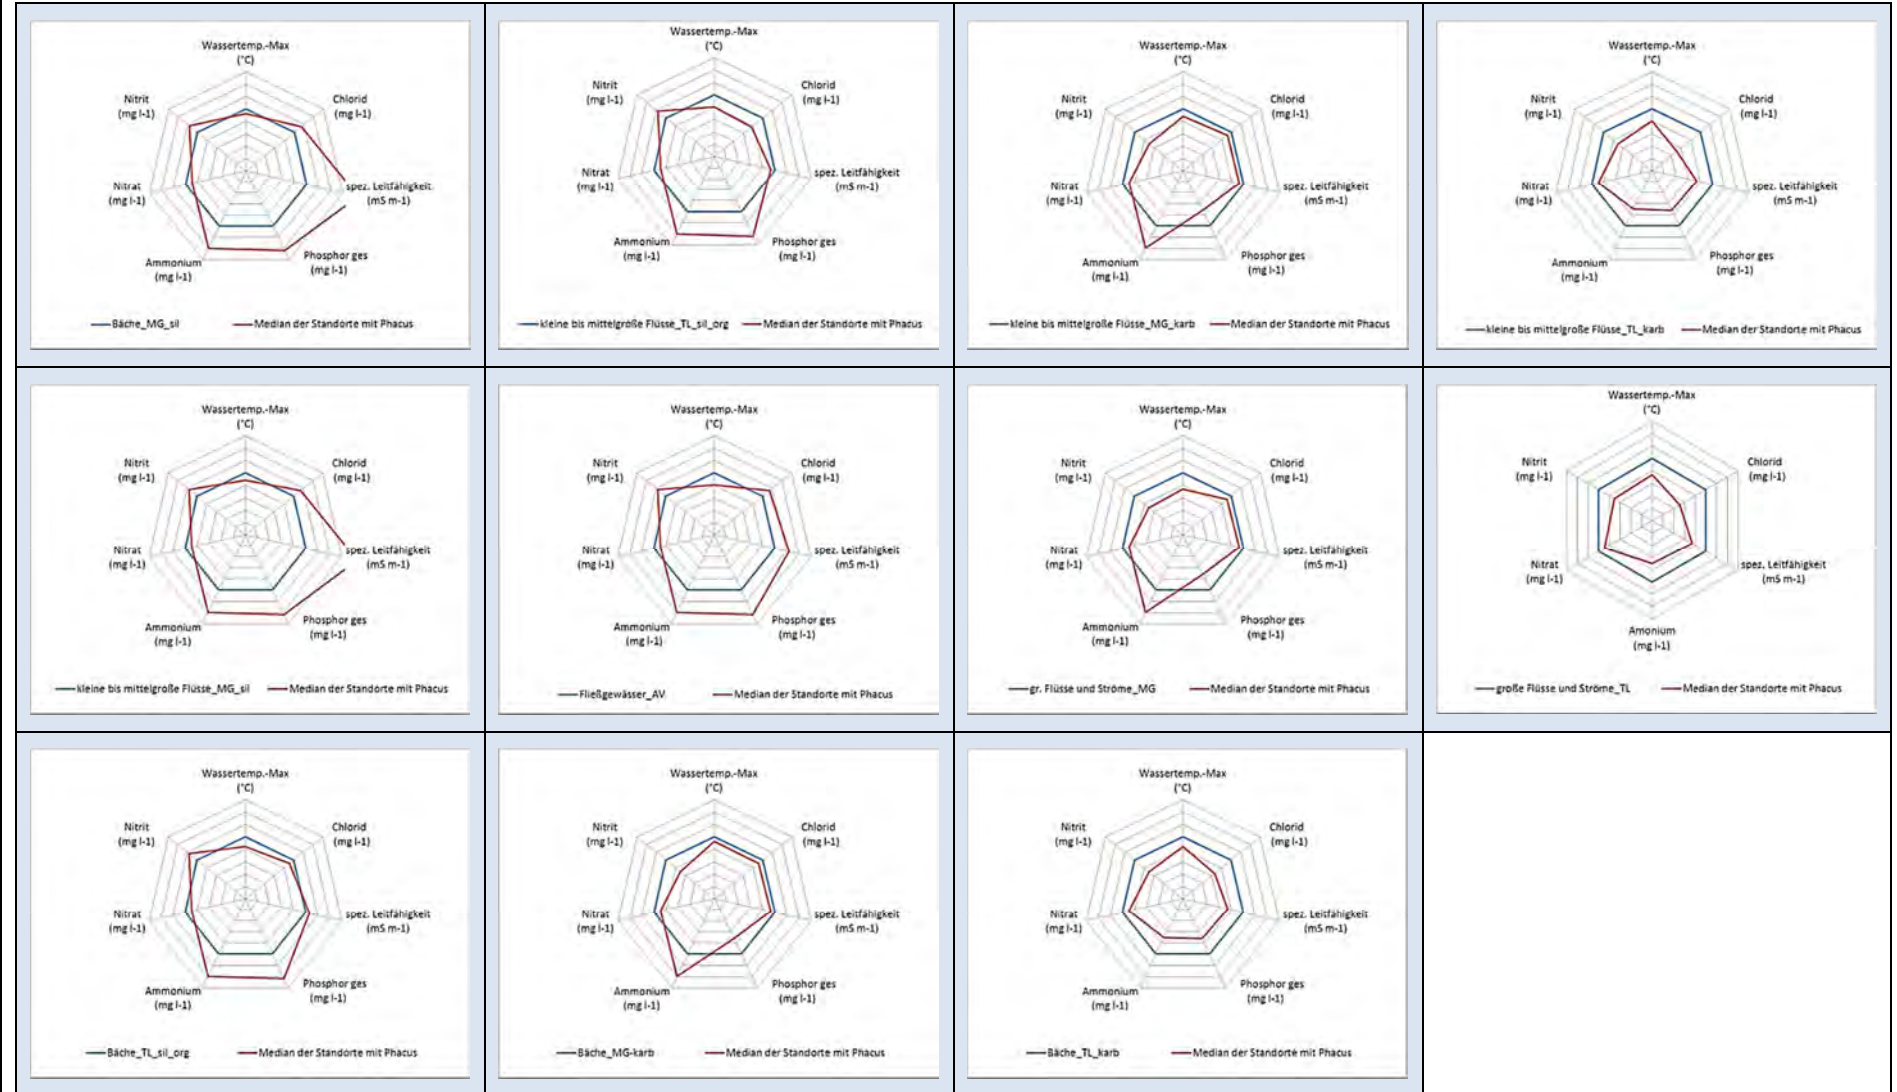 Wassertemp.-Max
(°C)
Chlorid
(mg l-1)
spez. Leitfähigkeit
(mS m-1)
Phosphor ges
(mg l-1)
Ammonium
(mg l-1)
Nitrat
(mg l-1)
Nitrit
(mg l-1)
Bäche_MG_sil Median der Standorte mit Phacus
Wassertemp.-Max
(°C)
Chlorid
(mg l-1)
spez. Leitfähigkeit
(mS m-1)
Phosphor ges
(mg l-1)
Ammonium
(mg l-1)
Nitrat
(mg l-1)
Nitrit
(mg l-1)
kleine bis mittelgroße Flüsse_TL_sil_org Median der Standorte mit Phacus
Wassertemp.-Max
(°C)
Chlorid
(mg l-1)
spez. Leitfähigkeit
(mS m-1)
Phosphor ges
(mg l-1)
Ammonium
(mg l-1)
Nitrat
(mg l-1)
Nitrit
(mg l-1)
kleine bis mittelgroße Flüsse_MG_karb Median der Standorte mit Phacus
Wassertemp.-Max
(°C)
Chlorid
(mg l-1)
spez. Leitfähigkeit
(mS m-1)
Phosphor ges
(mg l-1)
Ammonium
(mg l-1)
Nitrat
(mg l-1)
Nitrit
(mg l-1)
kleine bis mittelgroße Flüsse_TL_karb Median der Standorte mit Phacus
Wassertemp.-Max
(°C)
Chlorid
(mg l-1)
spez. Leitfähigkeit
(mS m-1)
Phosphor ges
(mg l-1)
Ammonium
(mg l-1)
Nitrat
(mg l-1)
Nitrit
(mg l-1)
kleine bis mittelgroße Flüsse_MG_sil Median der Standorte mit Phacus
Wassertemp.-Max
(°C)
Chlorid
(mg l-1)
spez. Leitfähigkeit
(mS m-1)
Phosphor ges
(mg l-1)
Ammonium
(mg l-1)
Nitrat
(mg l-1)
Nitrit
(mg l-1)
Fließgewässer_AV Median der Standorte mit Phacus
Wassertemp.-Max
(°C)
Chlorid
(mg l-1)
spez. Leitfähigkeit
(mS m-1)
Phosphor ges
(mg l-1)
Ammonium
(mg l-1)
Nitrat
(mg l-1)
Nitrit
(mg l-1)
gr. Flüsse und Ströme_MG Median der Standorte mit Phacus
Wassertemp.-Max
(°C)
Chlorid
(mg l-1)
spez. Leitfähigkeit
(mS m-1)
Amonium
(mg l-1)
Nitrat
(mg l-1)
Nitrit
(mg l-1)
große Flüsse und Ströme_TL Median der Standorte mit Phacus
Wassertemp.-Max
(°C)
Chlorid
(mg l-1)
spez. Leitfähigkeit
(mS m-1)
Phosphor ges
(mg l-1)
Ammonium
(mg l-1)
Nitrat
(mg l-1)
Nitrit
(mg l-1)
Bäche_TL_sil_org Median der Standorte mit Phacus
Wassertemp.-Max
(°C)
Chlorid
(mg l-1)
spez. Leitfähigkeit
(mS m-1)
Phosphor ges
(mg l-1)
Ammonium
(mg l-1)
Nitrat
(mg l-1)
Nitrit
(mg l-1)
Bäche_MG-karb Median der Standorte mit Phacus
Wassertemp.-Max
(°C)
Chlorid
(mg l-1)
spez. Leitfähigkeit
(mS m-1)
Phosphor ges
(mg l-1)
Ammonium
(mg l-1)
Nitrat
(mg l-1)
Nitrit
(mg l-1)
Bäche_TL_karb Median der Standorte mit Phacus